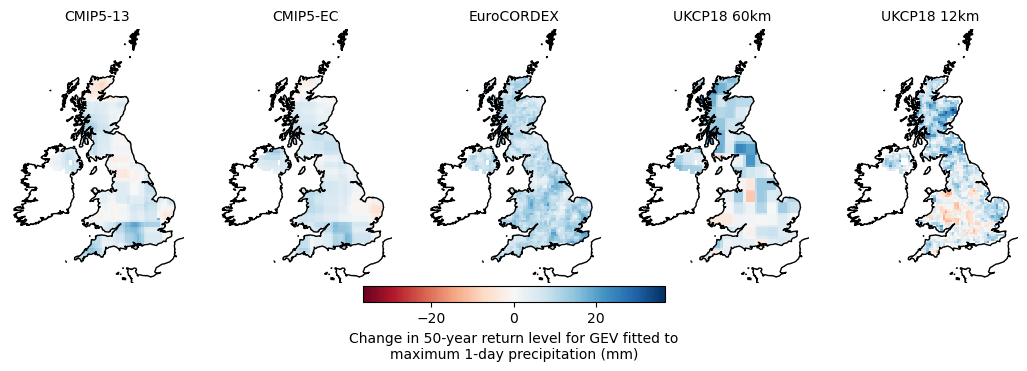 CMIP5-13
CMIP5-EC
EuroCORDEX
UKCP18 60km
UKCP18 12km
−20
0
20
Change in 50-year return level for GEV fitted to
maximum 1-day precipitation (mm)